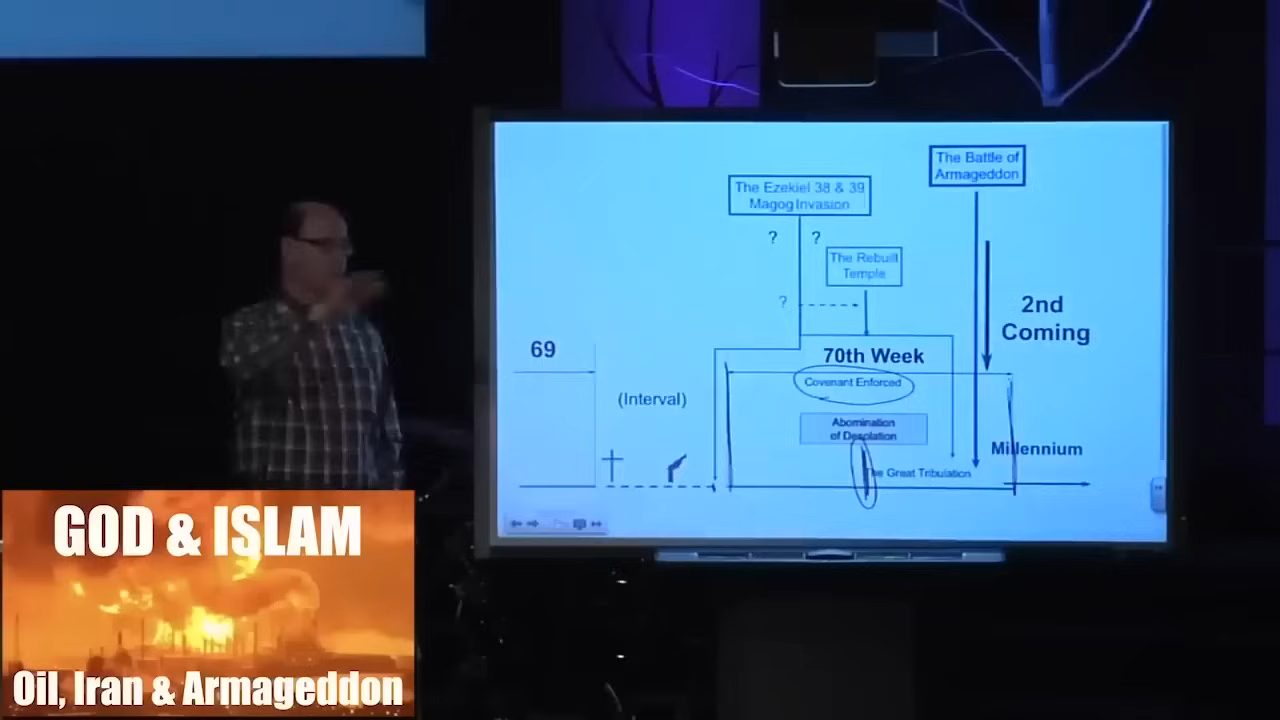 The Battle of
Armageddon
The Ezekiel 38 & 39
Magog Invasion
?
?
The Rebuilt
Temple
?
2nd
Coming
69
70th Week
Covenant Enforced
(Interval)
Abomination
of Desolation
Millennium
The Great Tribulation
GOD & ISLAM
Oil, Iran & Armageddon